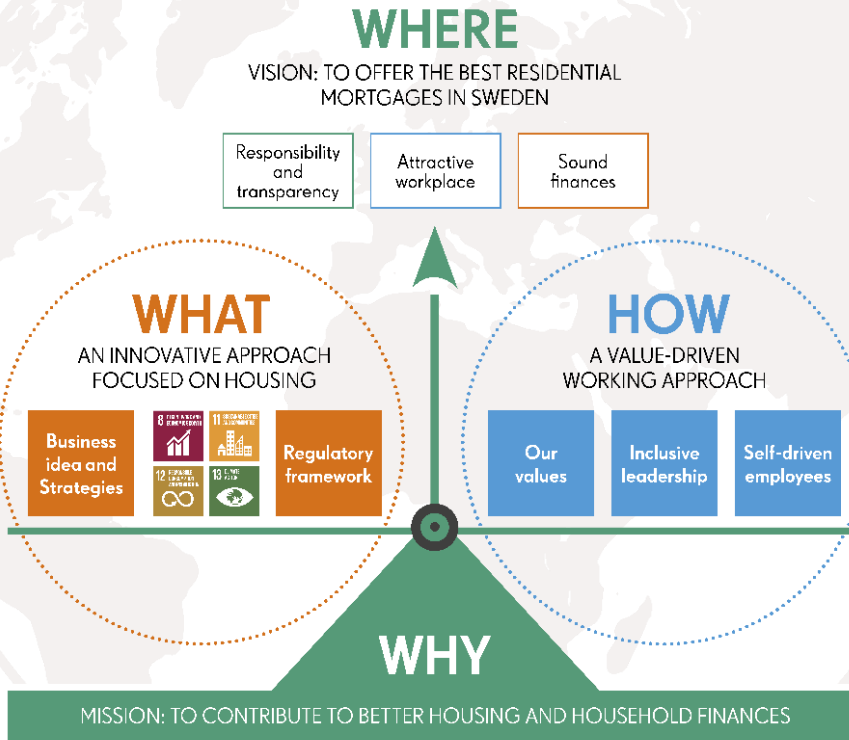 WHERE
VISION: TO OFFER THE BEST RESIDENTIAL
MORTGAGES IN SWEDEN
Responsibility
and
transparency
Attractive
workplace
Sound
finances
WHAT
AN INNOVATIVE APPROACH
FOCUSED ON HOUSING
Business
idea and
Strategies
8
11
12
13
Regulatory
framework
HOW
A VALUE-DRIVEN
WORKING APPROACH
Our
values
Inclusive
leadership
Self-driven
employees
WHY
MISSION: TO CONTRIBUTE TO BETTER HOUSING AND HOUSEHOLD FINANCES